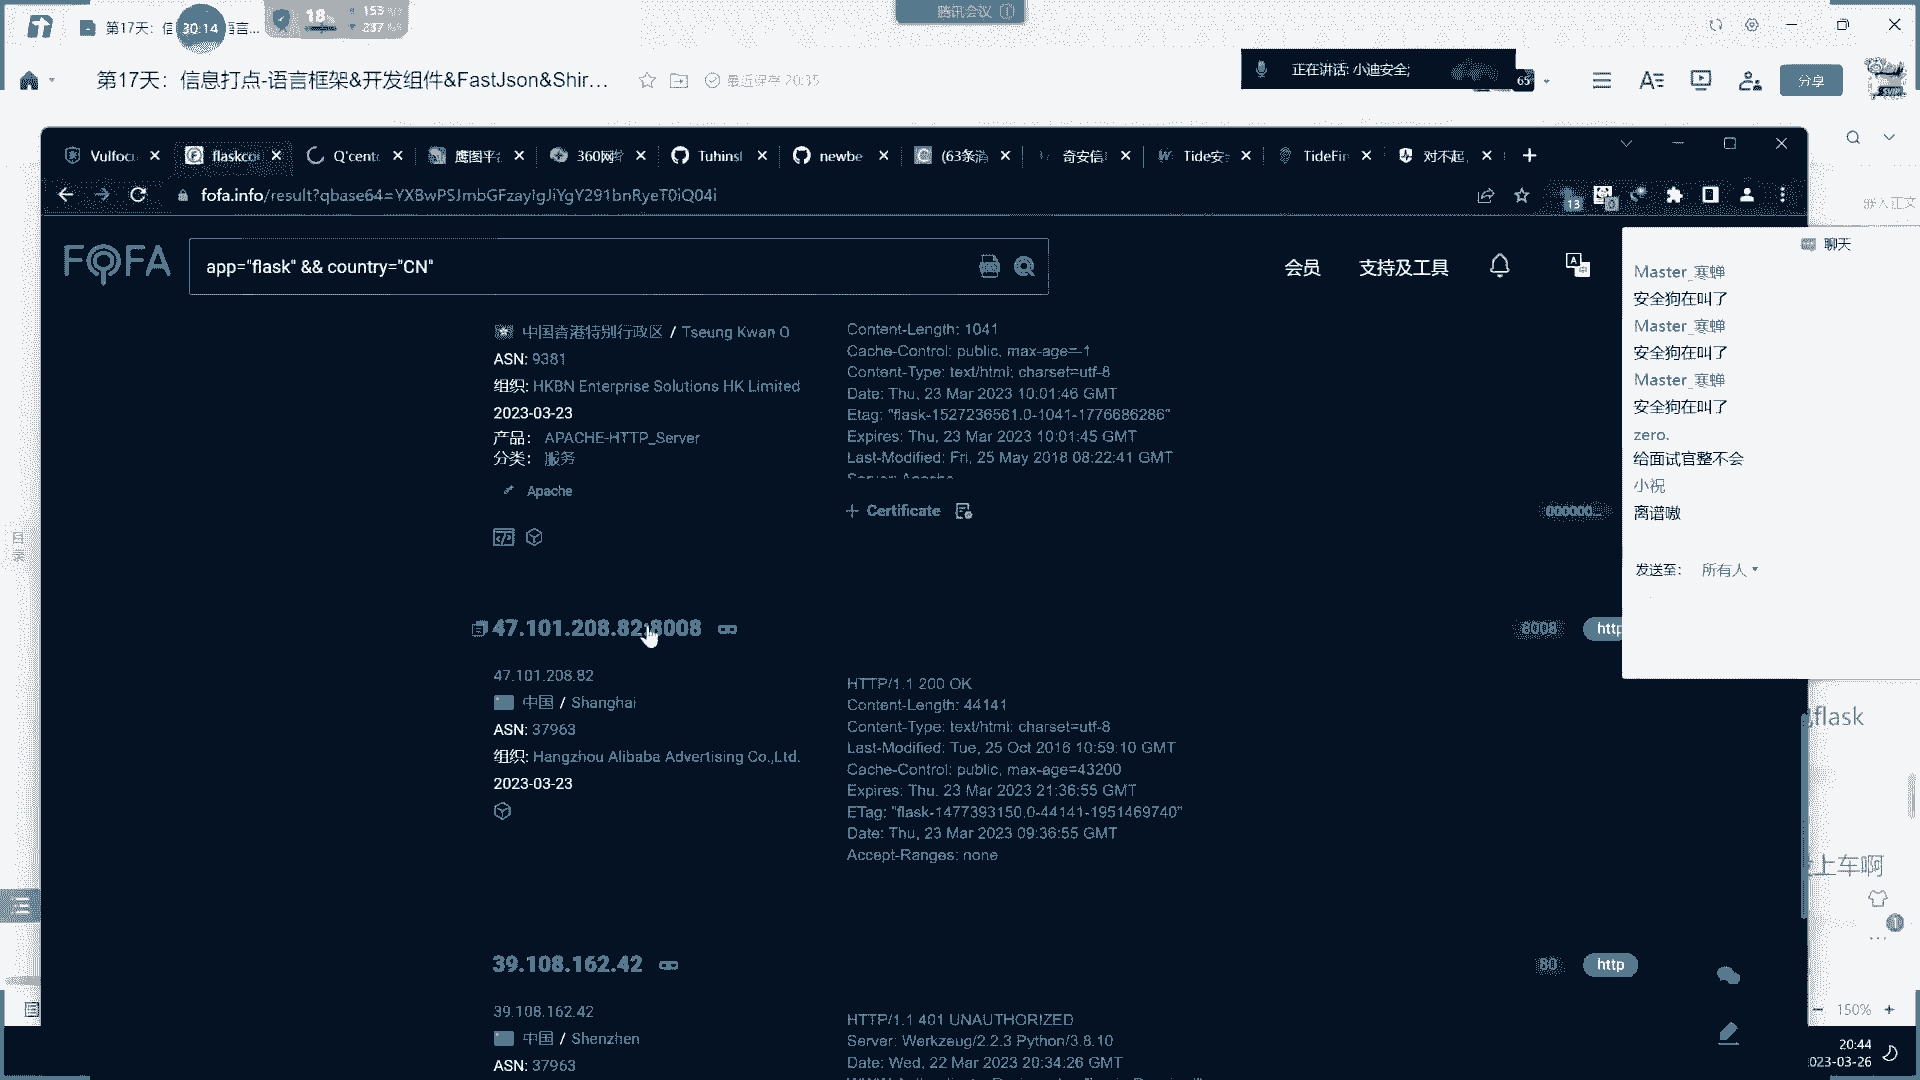 第17天：信
言...
30:14
18%
153
237
腾讯会议
第17天：信息打点-语言框架&开发组件&FastJson&Shir...
最近保存 20:35
正在讲话: 小迪安全;
65
分享
Vulfoc
flaskco
Q'cent
鹰图平
360网
Tuhinsl
newbe
(63条消
奇安信
Tide安
TideFin
对不起,
fofa.info/result?qbase64=YXBwPSJmbGFzayIgJiYgY291bnRyeT0iQ04i
13
0
嵌入正文
FOFA
app="flask" && country="CN"
会员
支持及工具
聊天
Master_寒蝉
安全狗在叫了
Master_寒蝉
安全狗在叫了
Master_寒蝉
安全狗在叫了
zero.
给面试官整不会
小祝
离谱嗷
发送至：
所有人
中国香港特别行政区 / Tseung Kwan O
ASN: 9381
组织: HKBN Enterprise Solutions HK Limited
2023-03-23
产品： APACHE-HTTP_Server
分类： 服务
Apache
Content-Length: 1041
Cache-Control: public, max-age=-1
Content-Type: text/html; charset=utf-8
Date: Thu, 23 Mar 2023 10:01:46 GMT
Etag: "flask-1527236561.0-1041-1776686286"
Expires: Thu, 23 Mar 2023 10:01:45 GMT
Last-Modified: Fri, 25 May 2018 08:22:41 GMT
Server: Apache
+ Certificate
000000...
47.101.208.82:8008
8008
http
47.101.208.82
中国 / Shanghai
ASN: 37963
组织: Hangzhou Alibaba Advertising Co.,Ltd.
2023-03-23
HTTP/1.1 200 OK
Content-Length: 44141
Content-Type: text/html; charset=utf-8
Last-Modified: Tue, 25 Oct 2016 10:59:10 GMT
Cache-Control: public, max-age=43200
Expires: Thu, 23 Mar 2023 21:36:55 GMT
ETag: "flask-1477393150.0-44141-1951469740"
Date: Thu, 23 Mar 2023 09:36:55 GMT
Accept-Ranges: none
39.108.162.42
80
http
39.108.162.42
中国 / Shenzhen
ASN: 37963
HTTP/1.1 401 UNAUTHORIZED
Server: Werkzeug/2.2.3 Python/3.8.10
Date: Wed, 22 Mar 2023 20:34:26 GMT
flask
上车啊
1
目录
150%
20:44
023-03-26